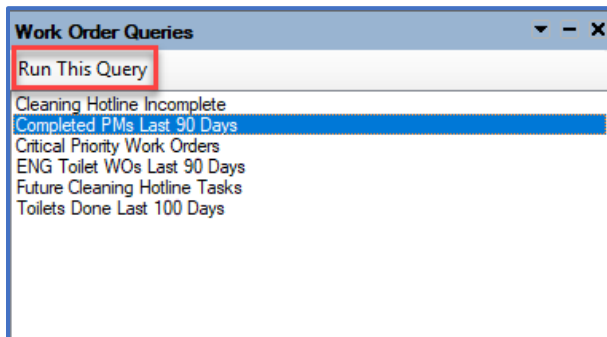 Work Order Queries
Run This Query
Cleaning Hotline Incomplete
Completed PMs Last 90 Days
Critical Priority Work Orders
ENG Toilet WOs Last 90 Days
Future Cleaning Hotline Tasks
Toilets Done Last 100 Days